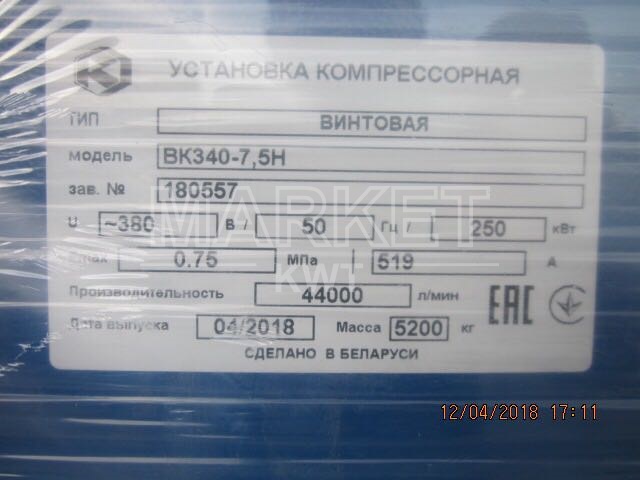 УСТАНОВКА КОМПРЕССОРНАЯ
ТИП ВИНТОВАЯ
модель ВК340-7,5Н
зав. № 180557
U ~380 В / 50 Гц / 250 кВт
0.75 МПа 519 А
Производительность 44000 л/мин
Дата выпуска 04/2018 Масса 5200 кг
EAC
СДЕЛАНО В БЕЛАРУСИ
MARKET
KWT
12/04/2018 17:11